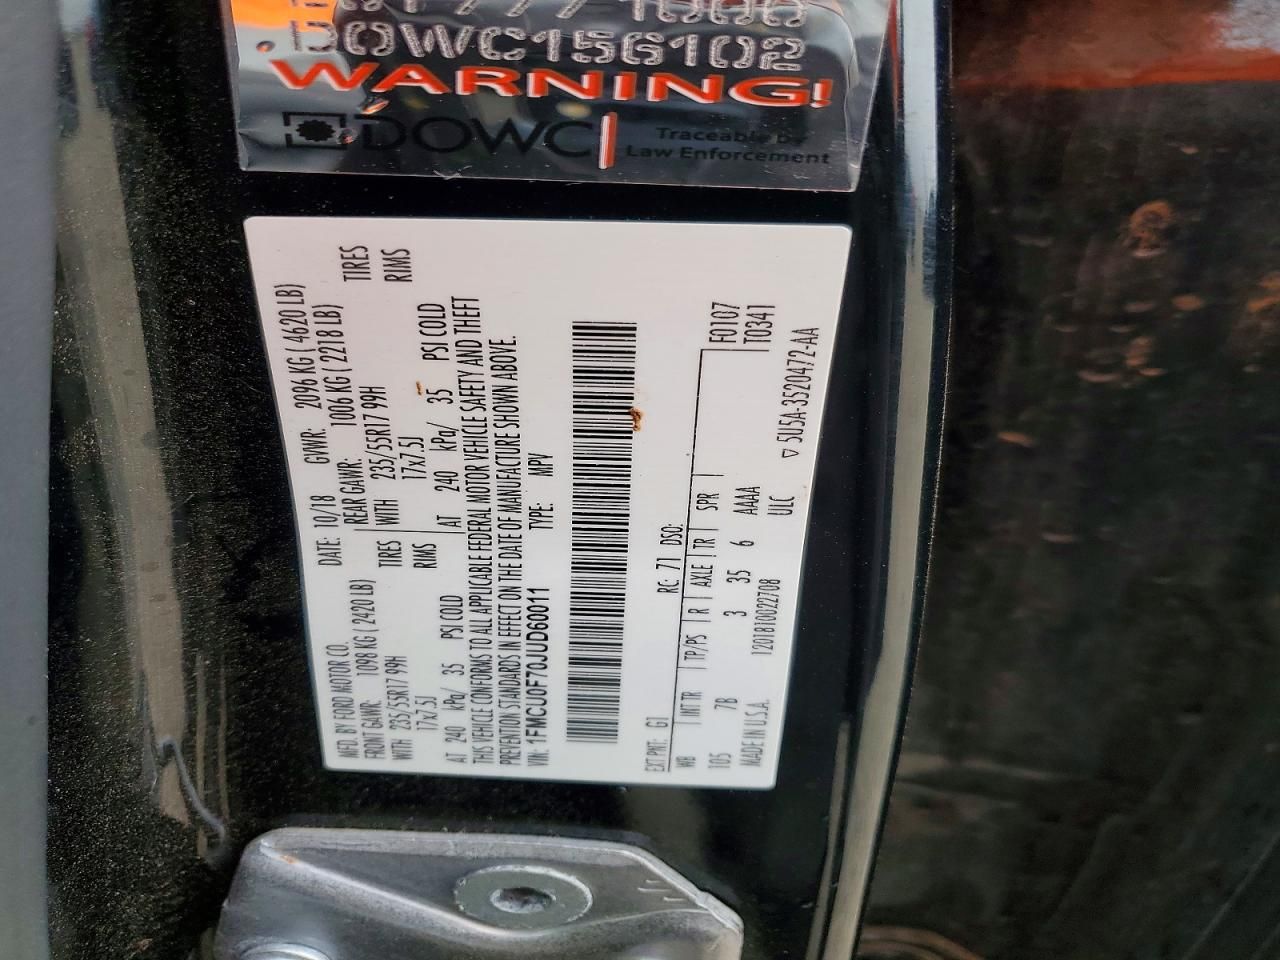 DOWC156102
WARNING!
DOWC
Traceable by
Law Enforcement
MFD. BY FORD MOTOR CO.
DATE: 10/18
GVWR: 2096 KG ( 4620 LB)
FRONT GAWR: 1098 KG ( 2420 LB)
REAR GAWR: 1006 KG ( 2218 LB)
WITH 235/55R17 99H TIRES
WITH 235/55R17 99H TIRES
17x7.5J RIMS
17x7.5J RIMS
AT 240 kPa/ 35 PSI COLD
AT 240 kPa/ 35 PSI COLD
THIS VEHICLE CONFORMS TO ALL APPLICABLE FEDERAL MOTOR VEHICLE SAFETY AND THEFT
PREVENTION STANDARDS IN EFFECT ON THE DATE OF MANUFACTURE SHOWN ABOVE.
VIN: 1FMCU0F70JUD60011
TYPE: MPV
EXT PNT: G1 RC: 71 DSO: F0107
WB INT TR TP/PS R AXLE TR SPR T0341
105 7B 3 35 6 AAAA
MADE IN U.S.A. 12018T0022708 ULC
▽ 5U5A-3520472-AA